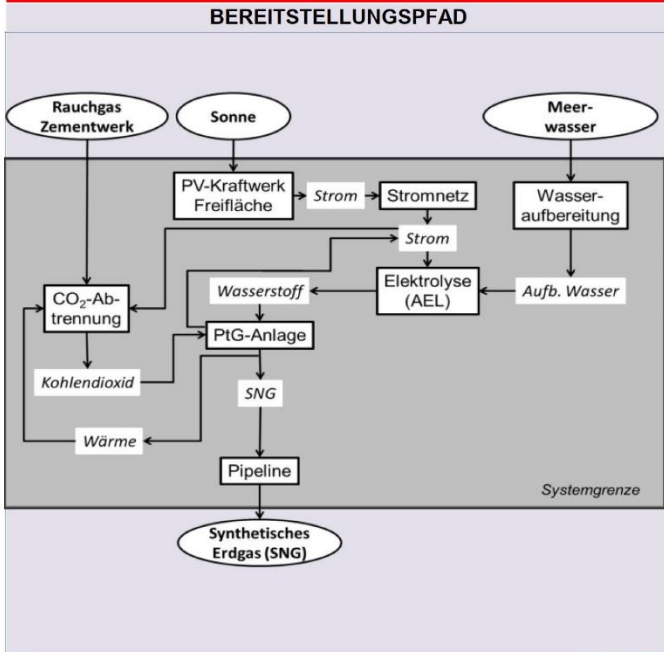 BEREITSTELLUNGSPFAD
Rauchgas
Zementwerk
Sonne
Meer-
wasser
PV-Kraftwerk
Freifläche
Strom
Stromnetz
Wasser-
aufbereitung
Strom
CO₂-Ab-
trennung
Wasserstoff
Elektrolyse
(AEL)
Aufb. Wasser
PtG-Anlage
Kohlendioxid
SNG
Wärme
Pipeline
Systemgrenze
Synthetisches
Erdgas (SNG)